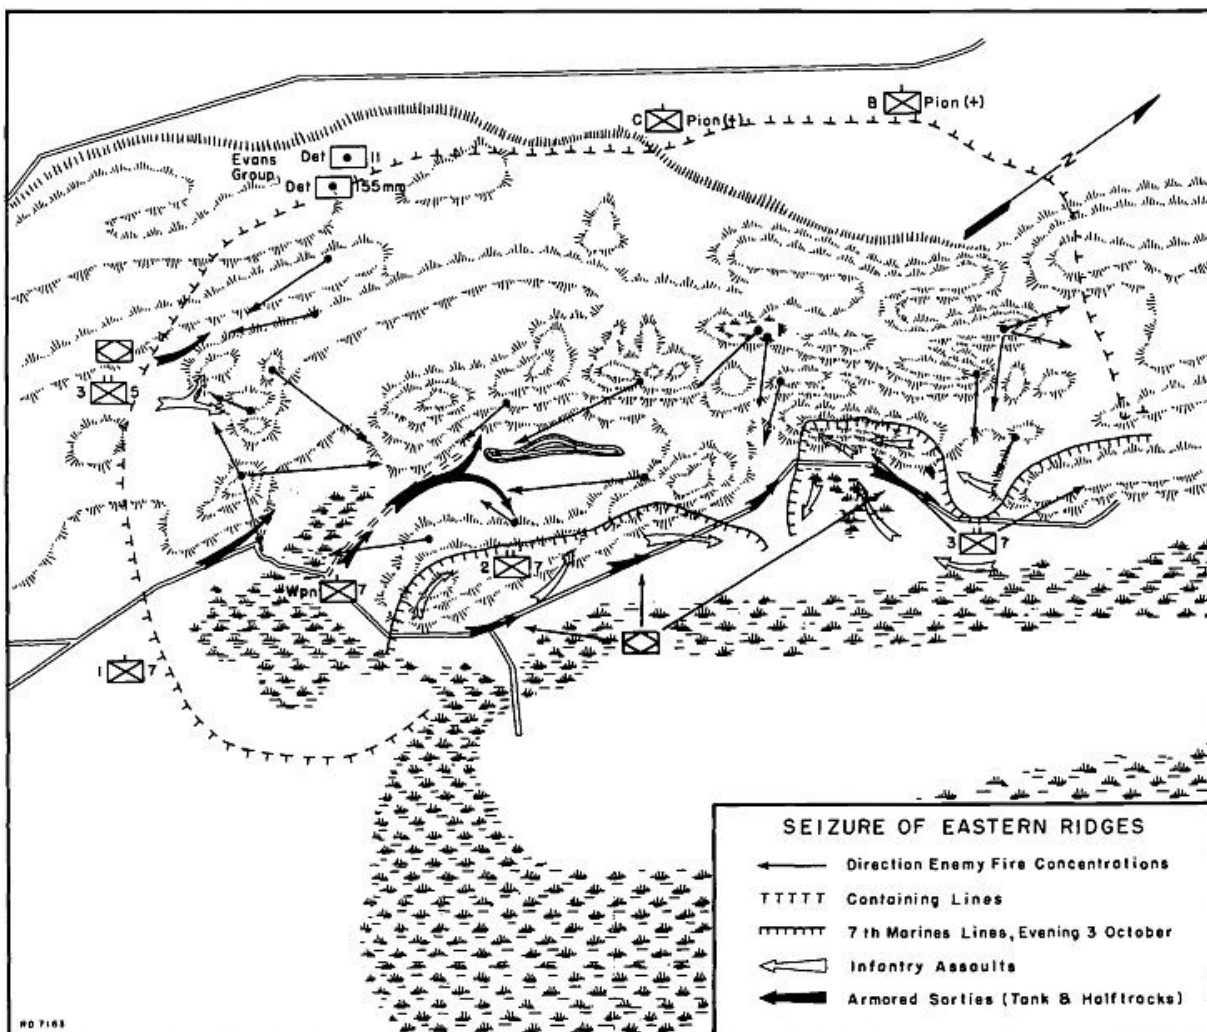 B Pion (+)
C Pion (+)
N
Evans
Group
Det 11
Det 155mm
3 5
2 7
3 7
Wpn 7
1 7
SEIZURE OF EASTERN RIDGES
Direction Enemy Fire Concentrations
Containing Lines
7th Marines Lines, Evening 3 October
Infantry Assaults
Armored Sorties (Tank & Halftracks)
RD 7163